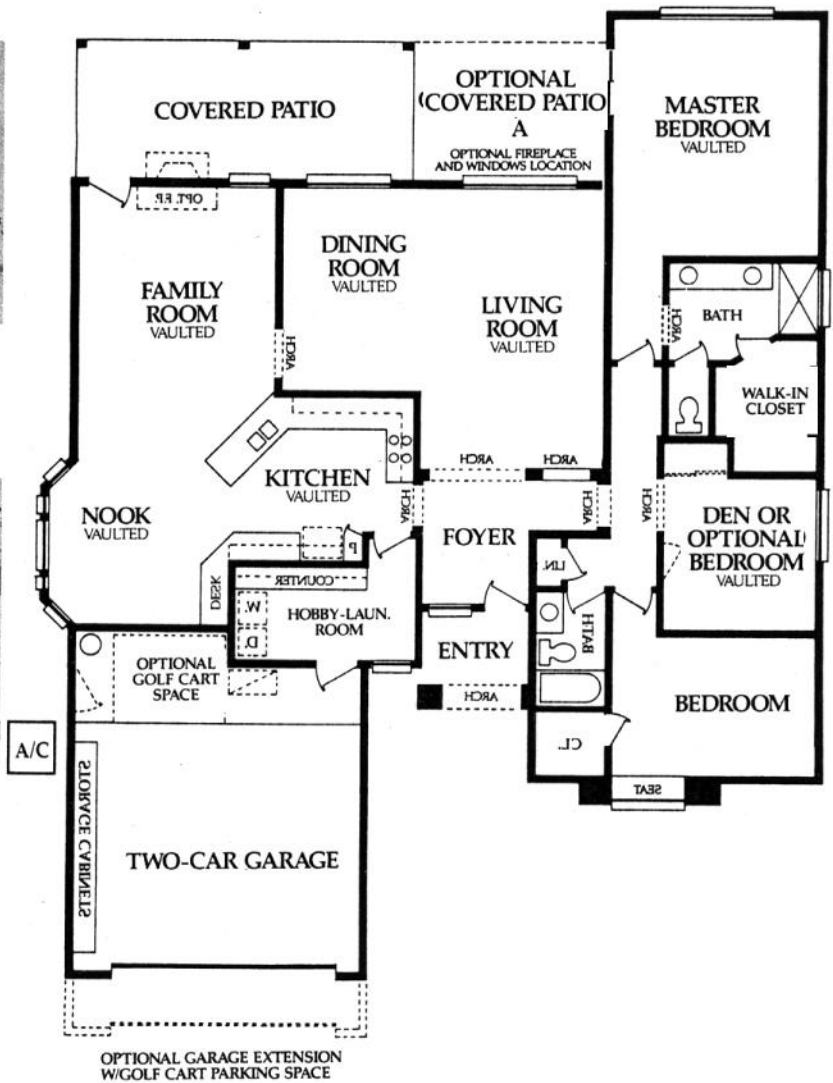 OPTIONAL
(COVERED PATIO
A
OPTIONAL FIREPLACE
AND WINDOWS LOCATION
COVERED PATIO
MASTER
BEDROOM
VAULTED
OPT. F.P.
DINING
ROOM
VAULTED
FAMILY
ROOM
VAULTED
LIVING
ROOM
VAULTED
BATH
ARCH
ARCH
WALK-IN
CLOSET
KITCHEN
VAULTED
ARCH
ARCH
ARCH
ARCH
ARCH
NOOK
VAULTED
FOYER
DEN OR
OPTIONAL
BEDROOM
VAULTED
P
LIN.
DESK
COUNTER
W.
D
HOBBY-LAUN.
ROOM
BATH
ENTRY
ARCH
OPTIONAL
GOLF CART
SPACE
BEDROOM
A/C
CL.
SEAT
STORAGE CABINETS
TWO-CAR GARAGE
OPTIONAL GARAGE EXTENSION
W/GOLF CART PARKING SPACE